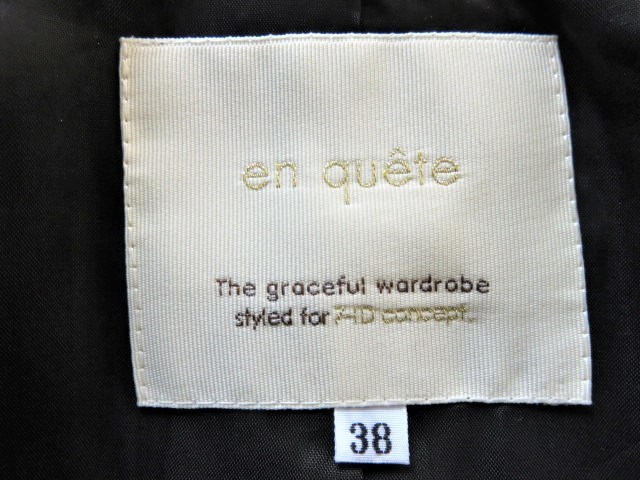 en quête
The graceful wardrobe
styled for 7-ID concept.
38